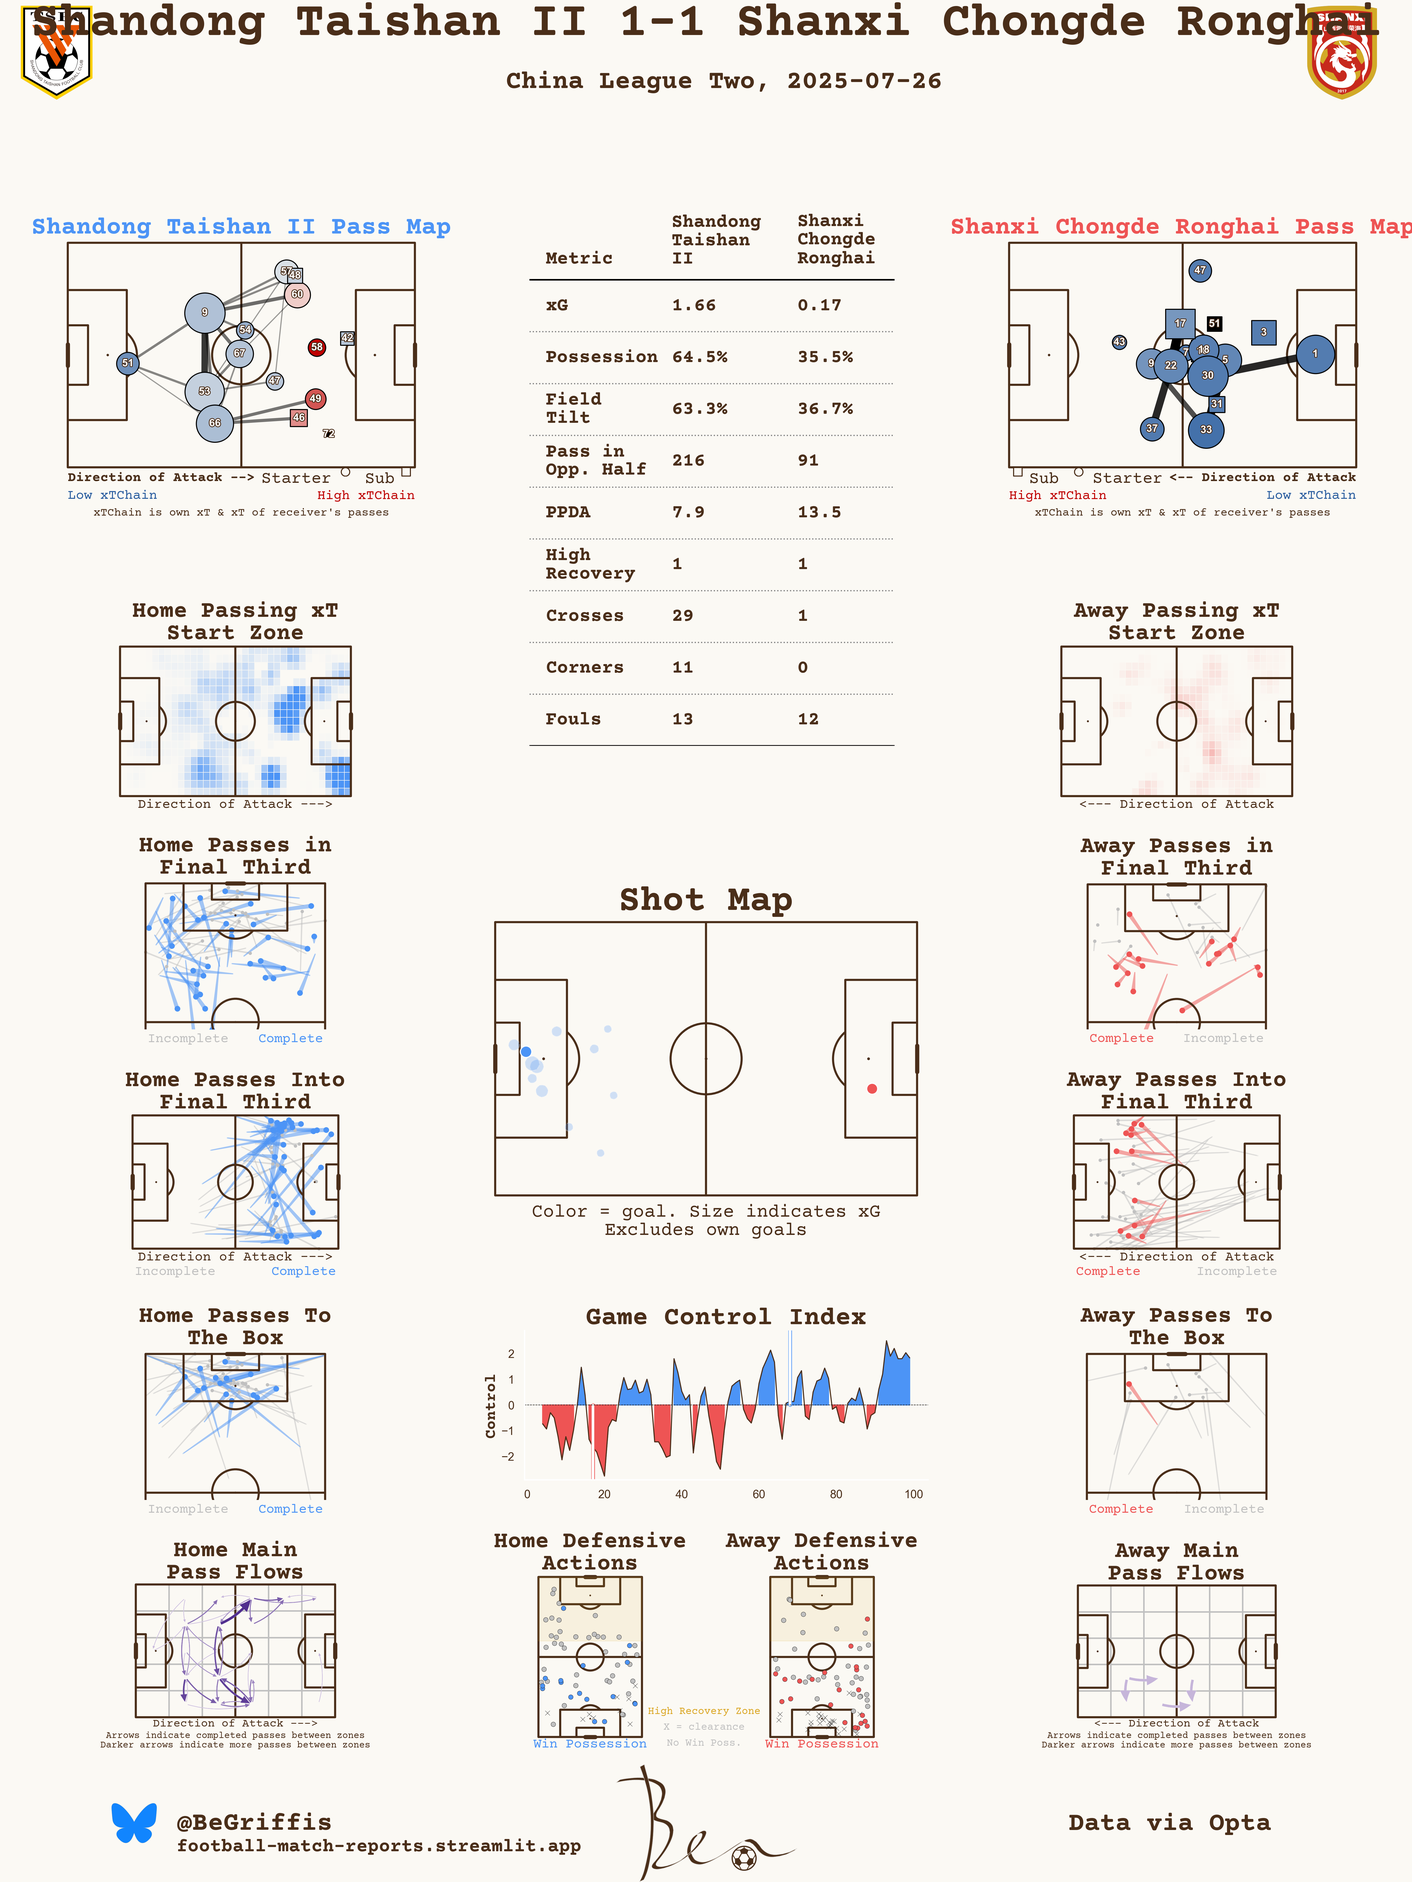 Shandong Taishan II 1-1 Shanxi Chongde Ronghai
China League Two, 2025-07-26
Shandong Taishan II Pass Map
57
48
60
9
54
42
67
58
51
47
53
49
46
66
72
Direction of Attack --> Starter Sub
Low xTChain High xTChain
xTChain is own xT & xT of receiver's passes
Metric Shandong Taishan II Shanxi Chongde Ronghai
xG 1.66 0.17
Possession 64.5% 35.5%
Field Tilt 63.3% 36.7%
Pass in Opp. Half 216 91
PPDA 7.9 13.5
High Recovery 1 1
Crosses 29 1
Corners 11 0
Fouls 13 12
Shanxi Chongde Ronghai Pass Map
47
17
51
3
43
7
18
1
9
22
5
30
31
37
33
Sub Starter <-- Direction of Attack
High xTChain Low xTChain
xTChain is own xT & xT of receiver's passes
Home Passing xT
Start Zone
Direction of Attack --->
Away Passing xT
Start Zone
<--- Direction of Attack
Home Passes in
Final Third
Incomplete Complete
Away Passes in
Final Third
Complete Incomplete
Shot Map
Color = goal. Size indicates xG
Excludes own goals
Home Passes Into
Final Third
Direction of Attack --->
Incomplete Complete
Away Passes Into
Final Third
<--- Direction of Attack
Complete Incomplete
Home Passes To
The Box
Incomplete Complete
Game Control Index
Control
2
1
0
−1
−2
0 20 40 60 80 100
Away Passes To
The Box
Complete Incomplete
Home Main
Pass Flows
Direction of Attack --->
Arrows indicate completed passes between zones
Darker arrows indicate more passes between zones
Home Defensive
Actions
Win Possession
High Recovery Zone
X = clearance
No Win Poss.
Away Defensive
Actions
Win Possession
Away Main
Pass Flows
<--- Direction of Attack
Arrows indicate completed passes between zones
Darker arrows indicate more passes between zones
@BeGriffis
football-match-reports.streamlit.app
Ben
Data via Opta